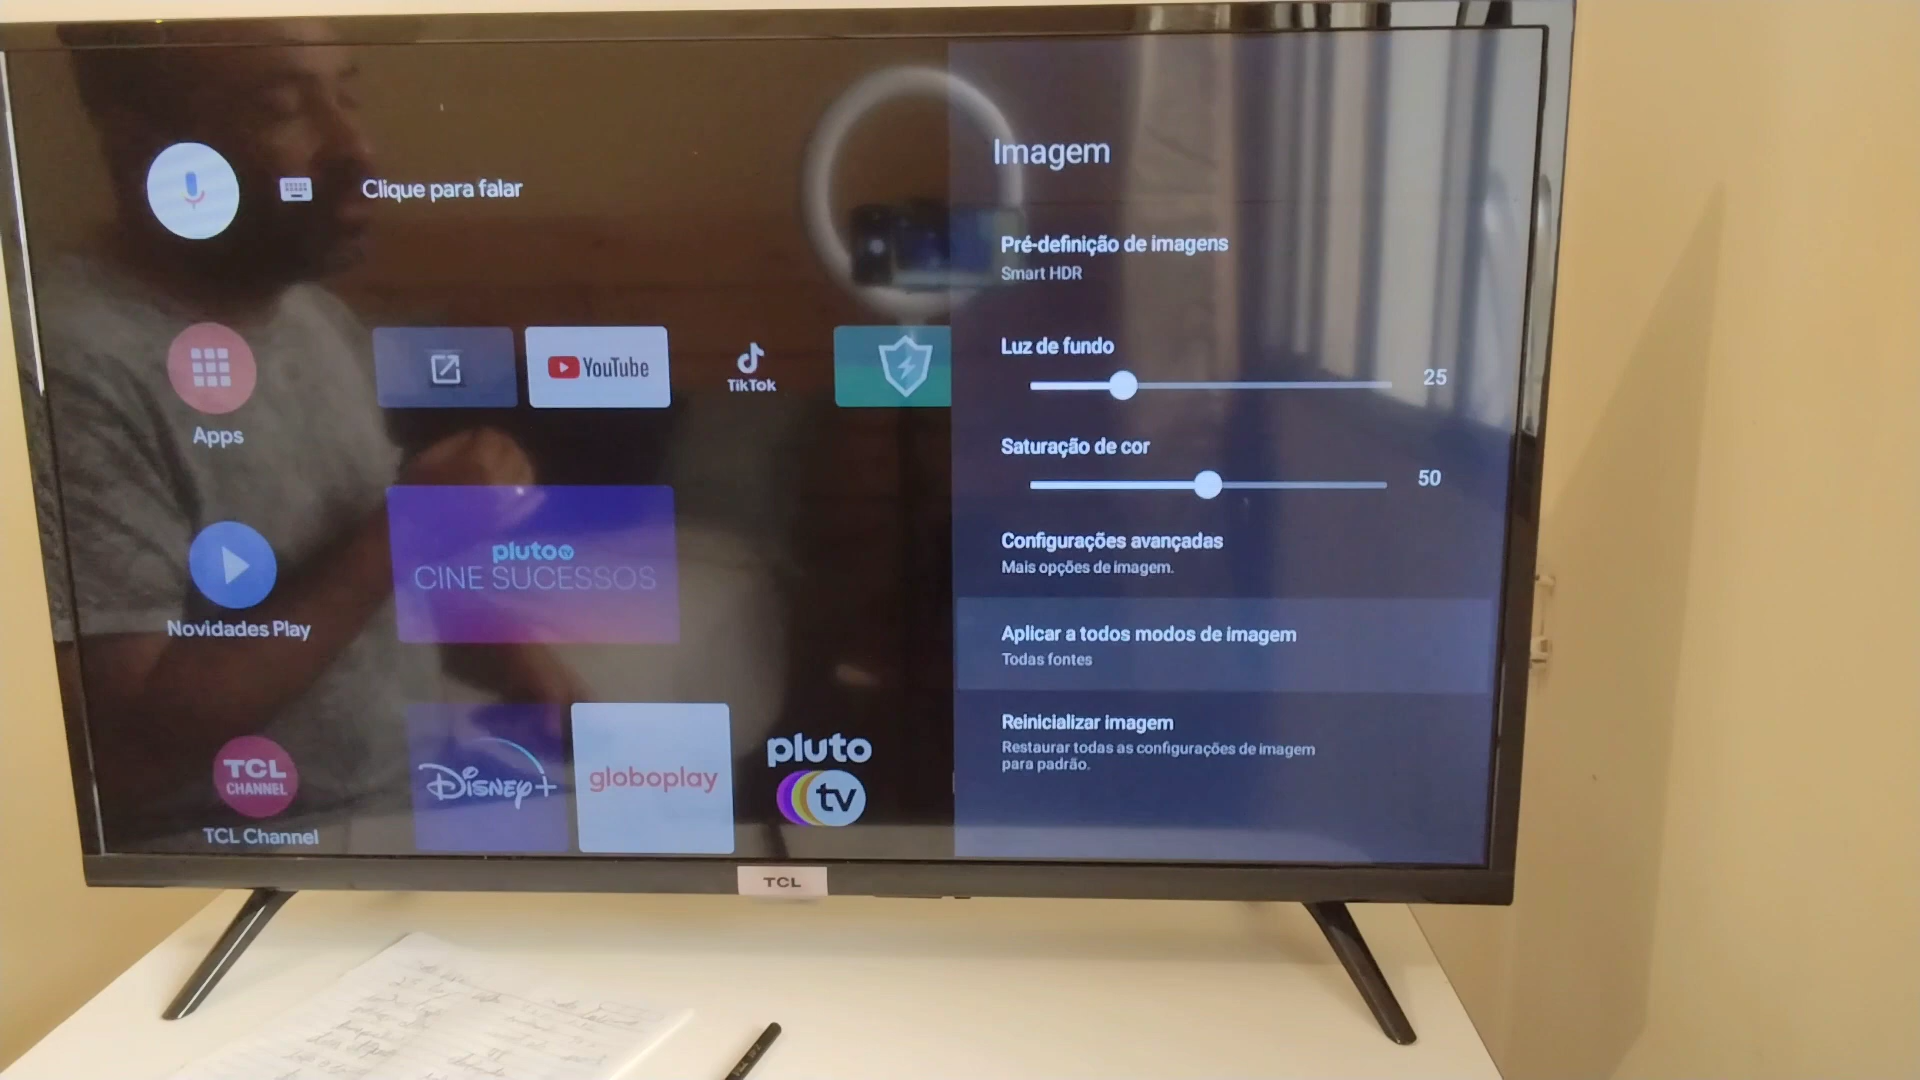 Clique para falar
Apps
YouTube
TikTok
pluto tv
CINE SUCESSOS
Novidades Play
TCL
CHANNEL
TCL Channel
Disney+
globoplay
pluto
tv
Imagem
Pré-definição de imagens
Smart HDR
Luz de fundo
25
Saturação de cor
50
Configurações avançadas
Mais opções de imagem.
Aplicar a todos modos de imagem
Todas fontes
Reinicializar imagem
Restaurar todas as configurações de imagem
para padrão.
TCL